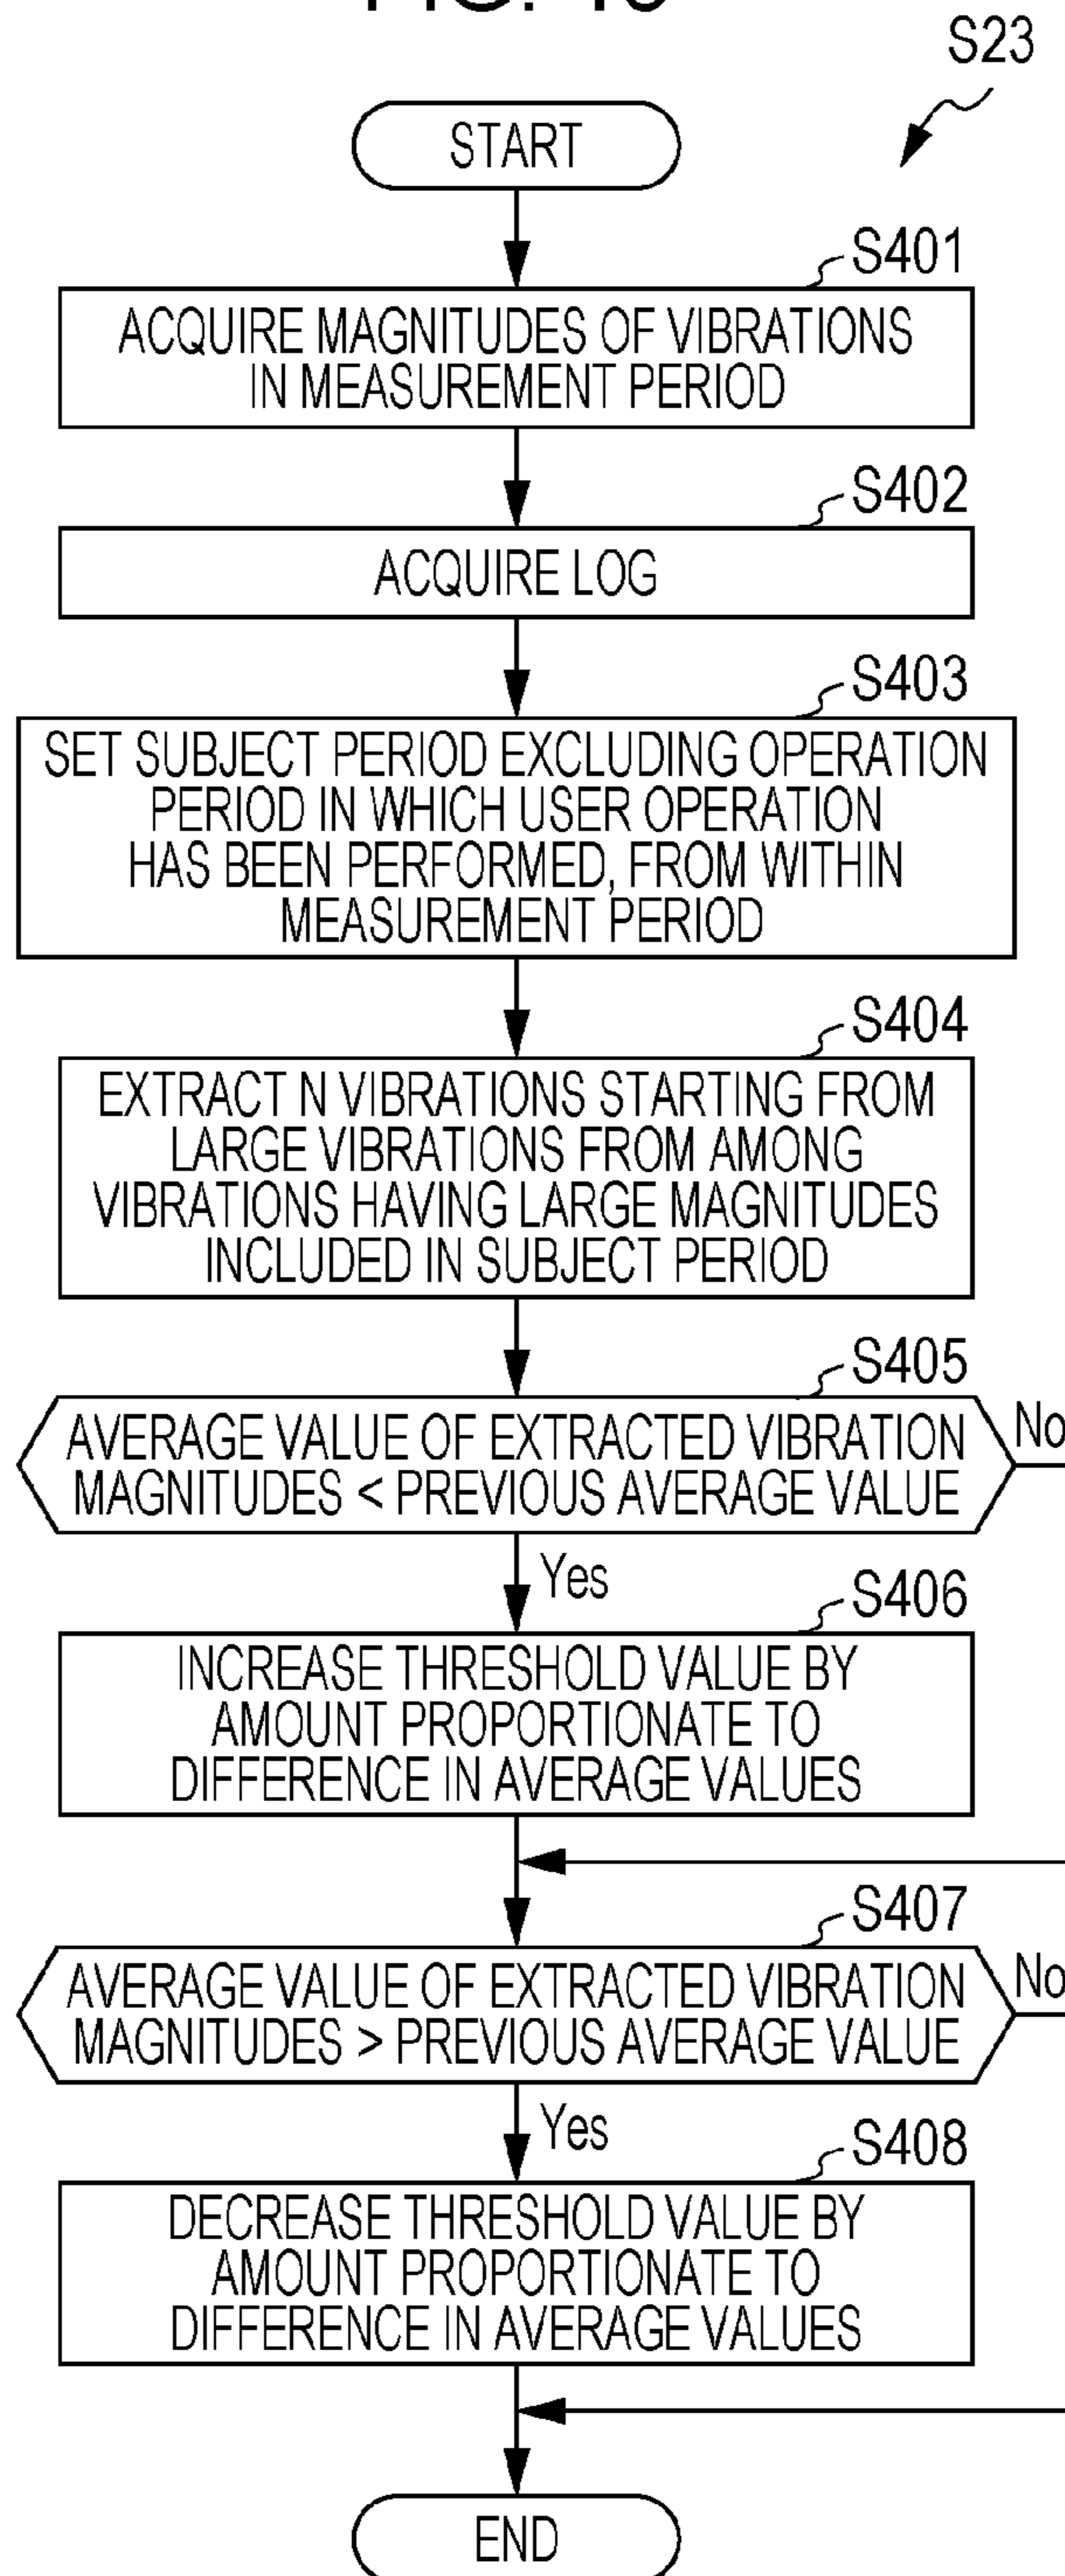 S23
START
S401
ACQUIRE MAGNITUDES OF VIBRATIONS
IN MEASUREMENT PERIOD
S402
ACQUIRE LOG
S403
SET SUBJECT PERIOD EXCLUDING OPERATION
PERIOD IN WHICH USER OPERATION
HAS BEEN PERFORMED, FROM WITHIN
MEASUREMENT PERIOD
S404
EXTRACT N VIBRATIONS STARTING FROM
LARGE VIBRATIONS FROM AMONG
VIBRATIONS HAVING LARGE MAGNITUDES
INCLUDED IN SUBJECT PERIOD
S405
AVERAGE VALUE OF EXTRACTED VIBRATION
MAGNITUDES < PREVIOUS AVERAGE VALUE
No
Yes
S406
INCREASE THRESHOLD VALUE BY
AMOUNT PROPORTIONATE TO
DIFFERENCE IN AVERAGE VALUES
S407
AVERAGE VALUE OF EXTRACTED VIBRATION
MAGNITUDES > PREVIOUS AVERAGE VALUE
No
Yes
S408
DECREASE THRESHOLD VALUE BY
AMOUNT PROPORTIONATE TO
DIFFERENCE IN AVERAGE VALUES
END